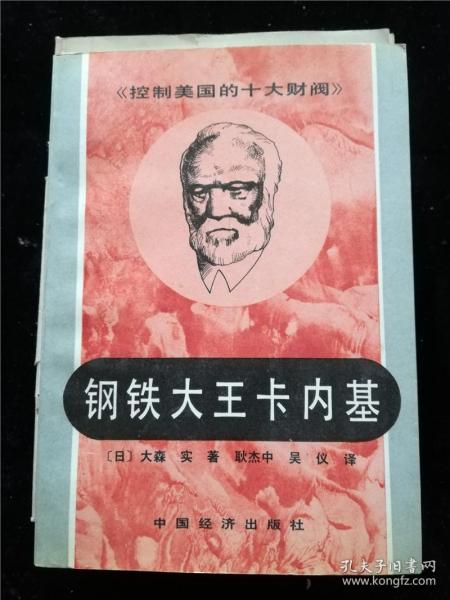 《控制美国的十大财阀》
钢铁大王卡内基
〔日〕大森 实 著 耿杰中 吴 仪 译
中国经济出版社
孔夫子旧书网
www.kongfz.com